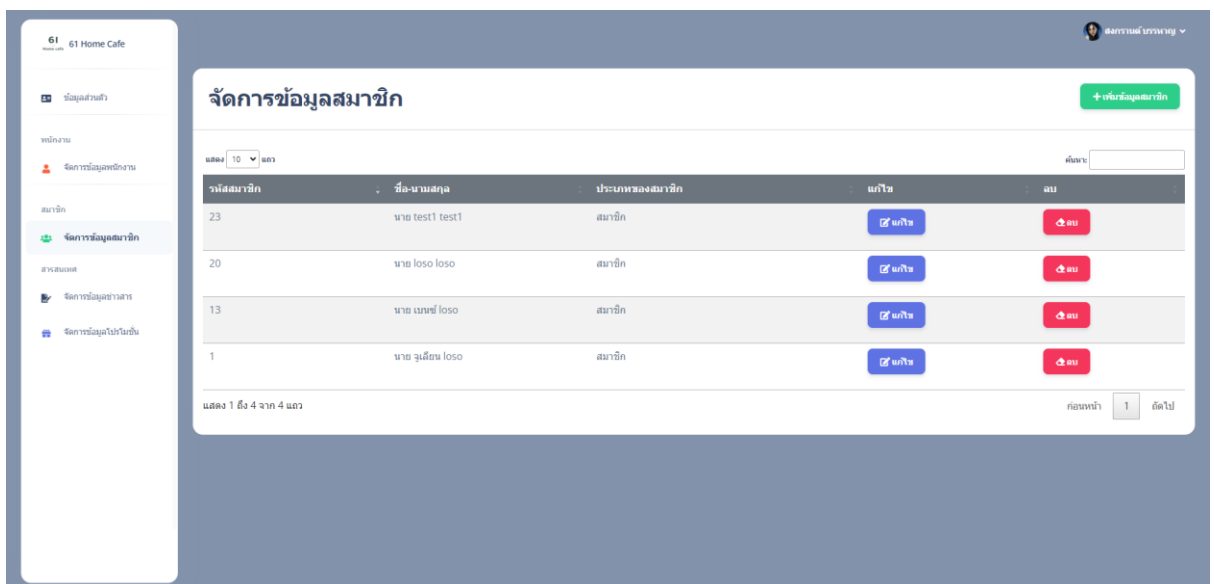 61
Home cafe
61 Home Cafe
ข้อมูลส่วนตัว
พนักงาน
จัดการข้อมูลพนักงาน
สมาชิก
จัดการข้อมูลสมาชิก
สารสนเทศ
จัดการข้อมูลข่าวสาร
จัดการข้อมูลโปรโมชั่น
สงกรานต์ บรรหาญ
จัดการข้อมูลสมาชิก
+ เพิ่มข้อมูลสมาชิก
แสดง 10 แถว
ค้นหา:
รหัสสมาชิก ชื่อ-นามสกุล ประเภทของสมาชิก แก้ไข ลบ
23 นาย test1 test1 สมาชิก แก้ไข ลบ
20 นาย loso loso สมาชิก แก้ไข ลบ
13 นาย เบนซ์ loso สมาชิก แก้ไข ลบ
1 นาย จูเลียน loso สมาชิก แก้ไข ลบ
แสดง 1 ถึง 4 จาก 4 แถว
ก่อนหน้า 1 ถัดไป